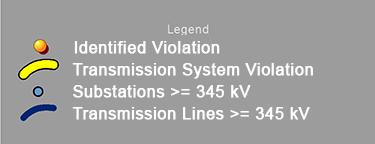 Legend
Identified Violation
Transmission System Violation
Substations >= 345 kV
Transmission Lines >= 345 kV